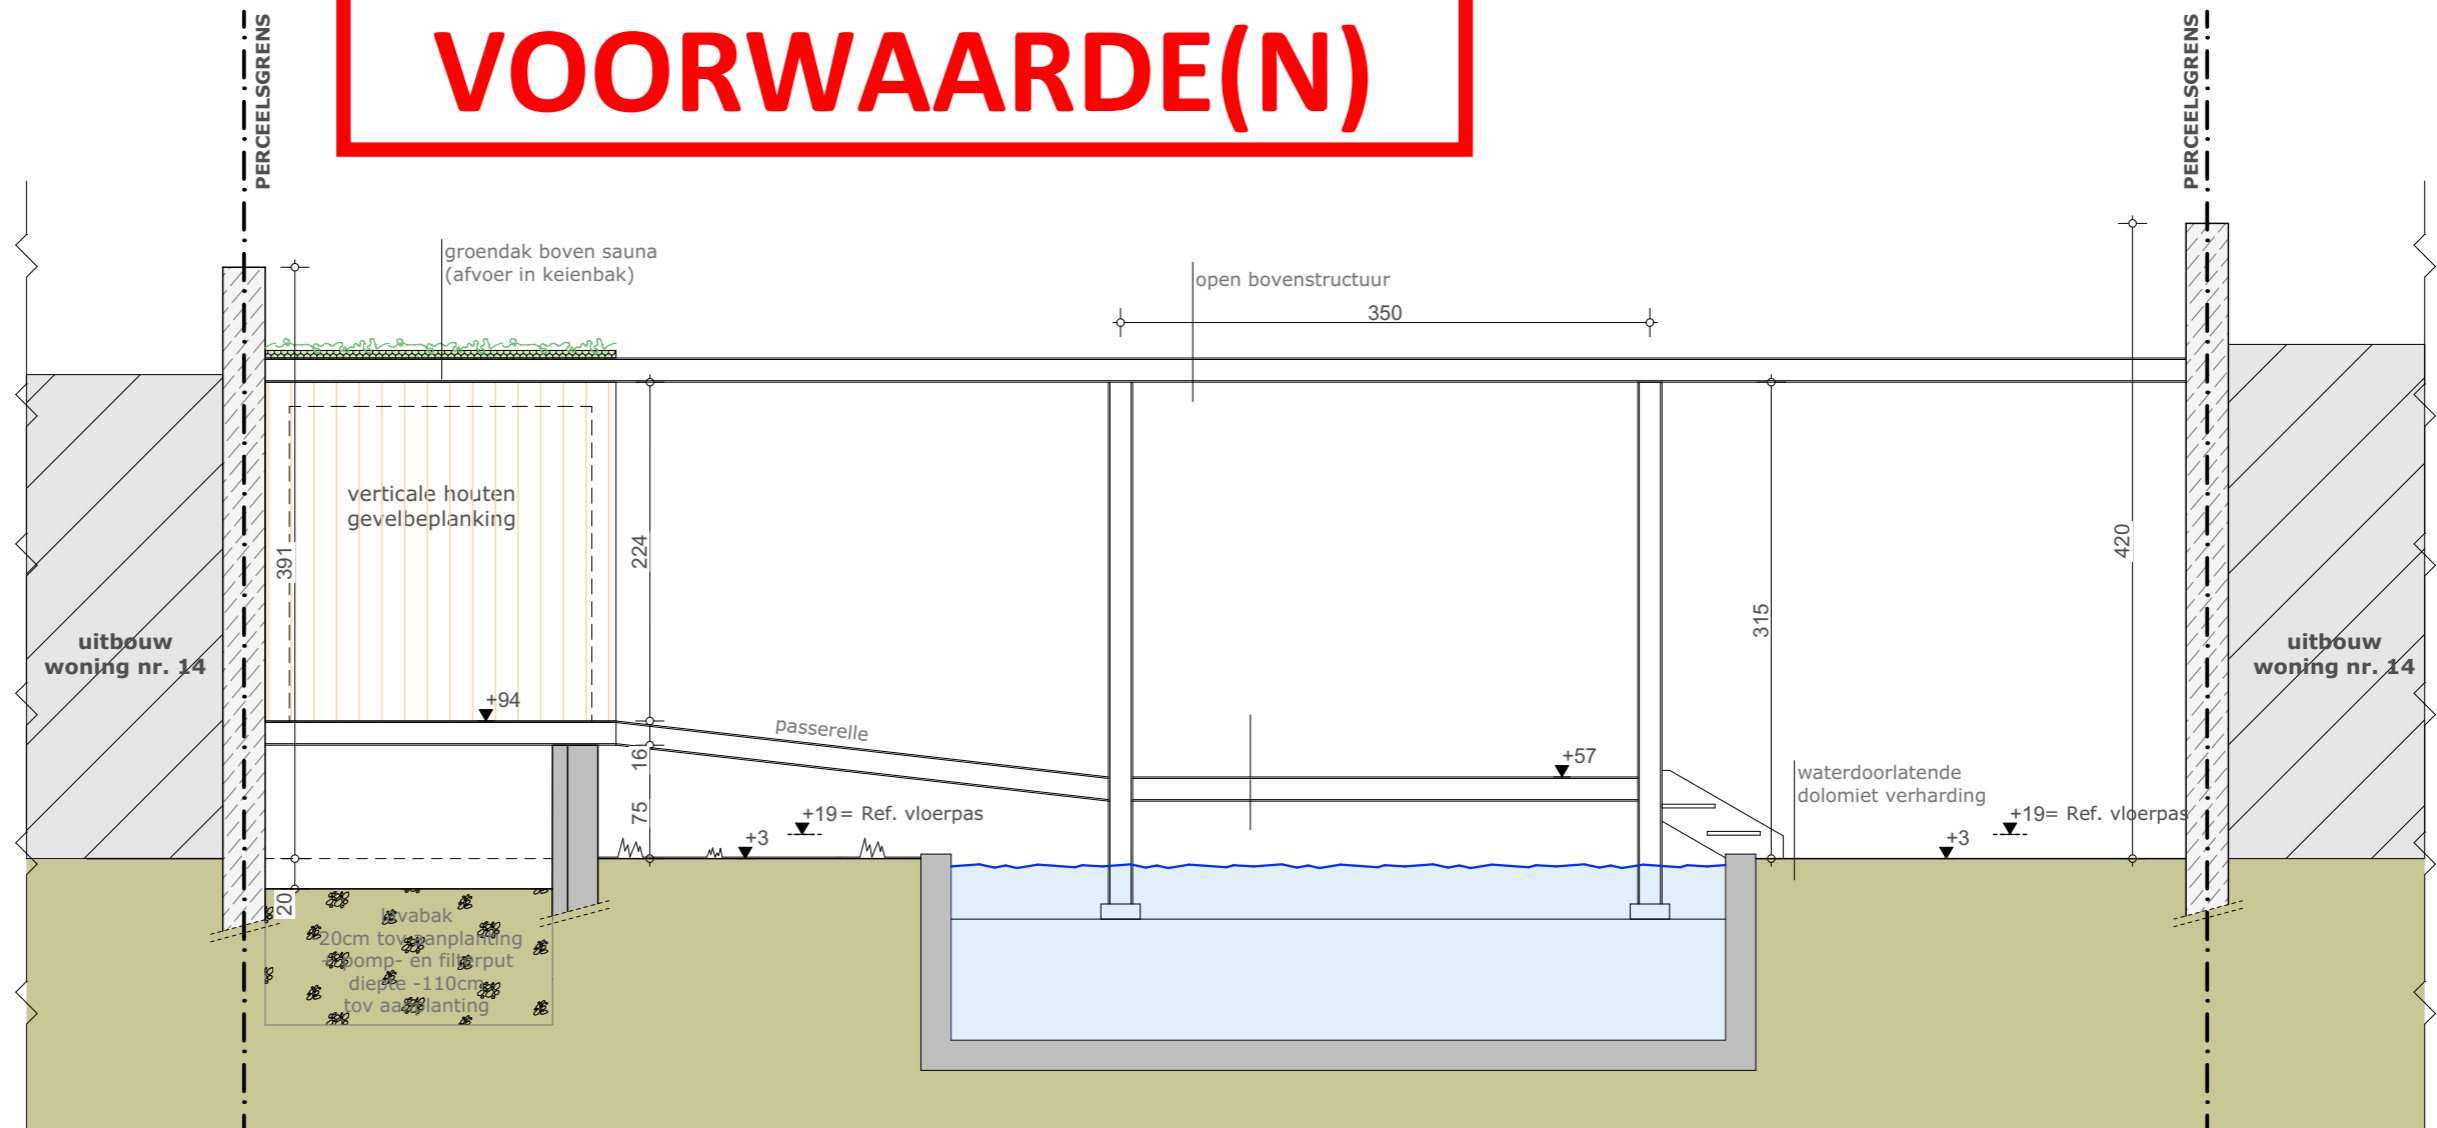 VOORWAARDE(N)
PERCEELSGRENS
PERCEELSGRENS
groendak boven sauna
(afvoer in keienbak)
open bovenstructuur
350
verticale houten
gevelbeplanking
391
224
315
420
uitbouw
woning nr. 14
uitbouw
woning nr. 14
+94
passerelle
16
+57
75
waterdoorlatende
dolomiet verharding
+19= Ref. vloerpas
+3
+19= Ref. vloerpas
+3
20
lavabak
20cm tov aanplanting
+ pomp- en filterput
diepte -110cm
tov aanplanting